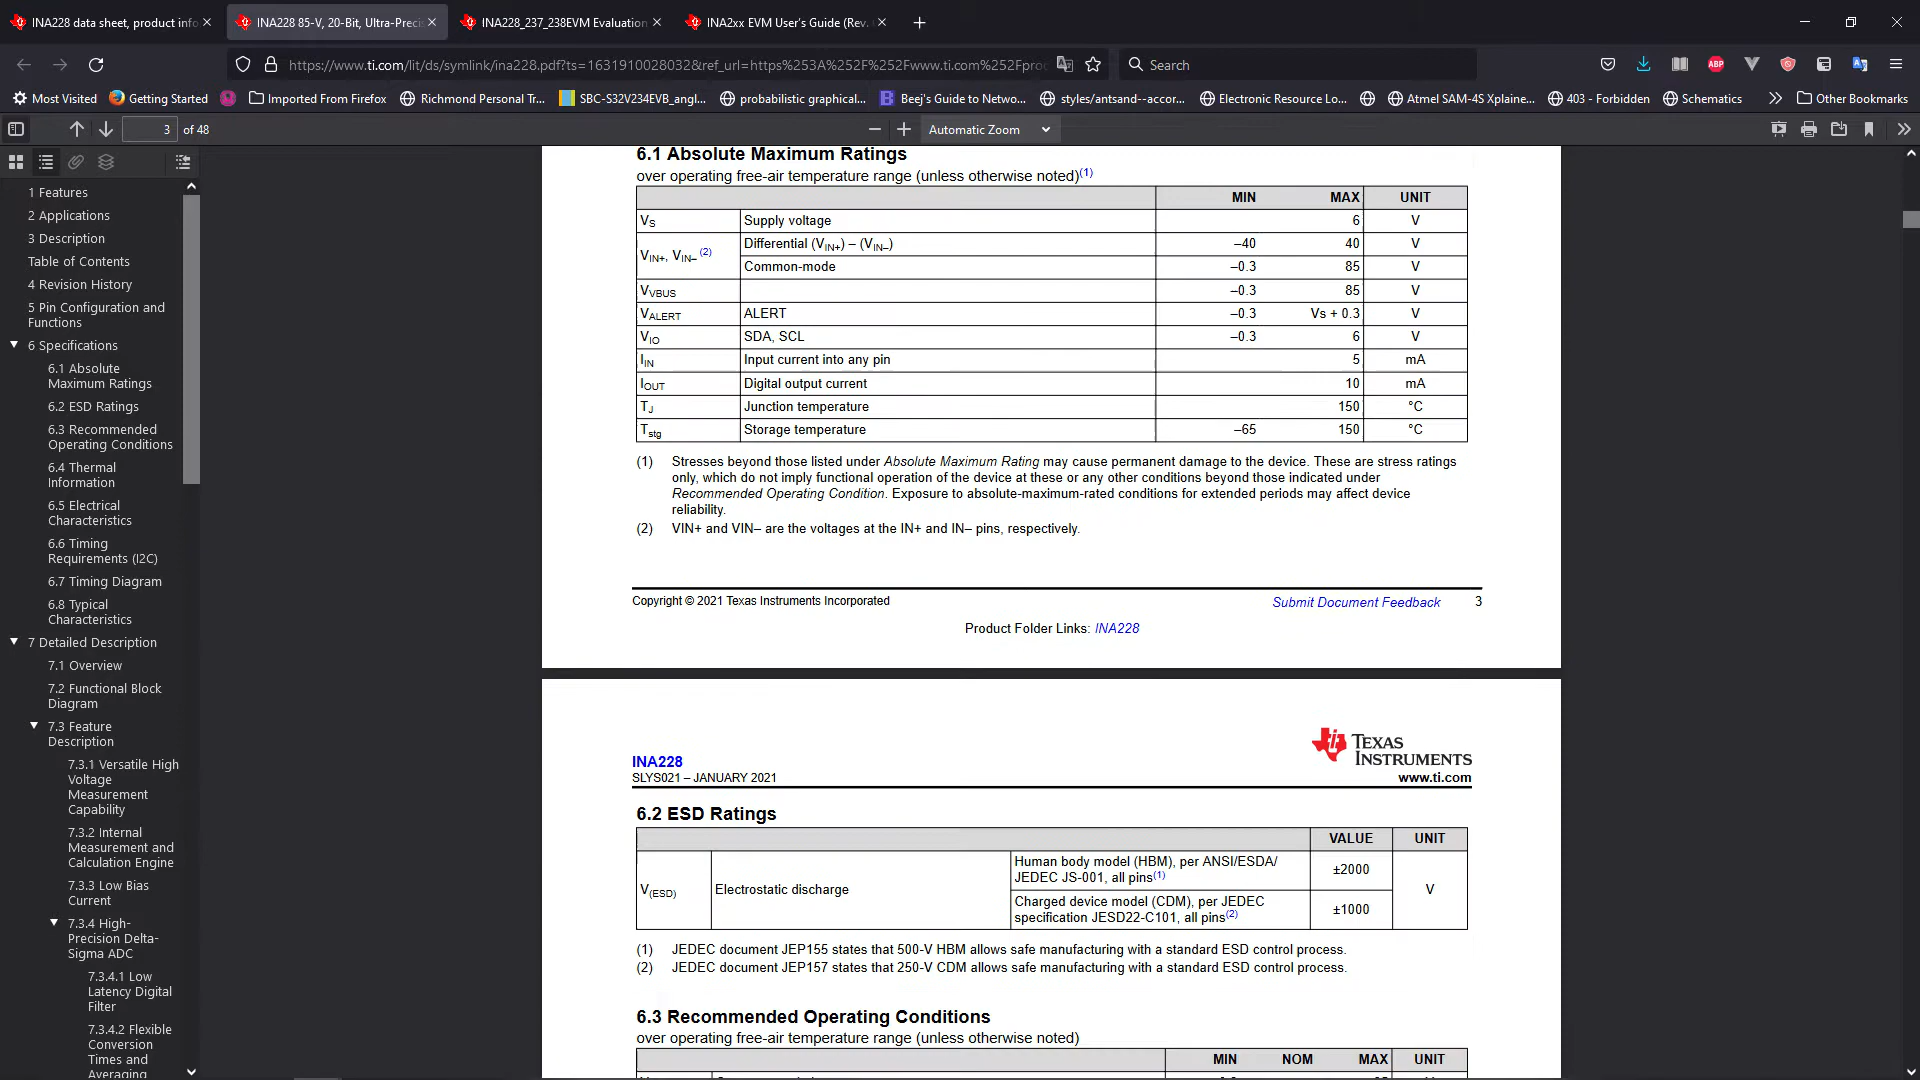 INA228 data sheet, product info
INA228 85-V, 20-Bit, Ultra-Preci
INA228_237_238EVM Evaluation
INA2xx EVM User's Guide (Rev.
https://www.ti.com/lit/ds/symlink/ina228.pdf?ts=1631910028032&ref_url=https%253A%252F%252Fwww.ti.com%252Fpro
Search
Most Visited
Getting Started
Imported From Firefox
Richmond Personal Tr...
SBC-S32V234EVB_angl...
probabilistic graphical...
Beej's Guide to Netwo...
styles/antsand--accor...
Electronic Resource Lo...
Atmel SAM-4S Xplaine...
403 - Forbidden
Schematics
Other Bookmarks
3 of 48
Automatic Zoom
1 Features
2 Applications
3 Description
Table of Contents
4 Revision History
5 Pin Configuration and
Functions
6 Specifications
6.1 Absolute
Maximum Ratings
6.2 ESD Ratings
6.3 Recommended
Operating Conditions
6.4 Thermal
Information
6.5 Electrical
Characteristics
6.6 Timing
Requirements (I2C)
6.7 Timing Diagram
6.8 Typical
Characteristics
7 Detailed Description
7.1 Overview
7.2 Functional Block
Diagram
7.3 Feature
Description
7.3.1 Versatile High
Voltage
Measurement
Capability
7.3.2 Internal
Measurement and
Calculation Engine
7.3.3 Low Bias
Current
7.3.4 High-
Precision Delta-
Sigma ADC
7.3.4.1 Low
Latency Digital
Filter
7.3.4.2 Flexible
Conversion
Times and
Averaging
6.1 Absolute Maximum Ratings
over operating free-air temperature range (unless otherwise noted)(1)
MIN MAX UNIT
VS Supply voltage 6 V
VIN+, VIN– (2) Differential (VIN+) – (VIN–) –40 40 V
Common-mode –0.3 85 V
VVBUS –0.3 85 V
VALERT ALERT –0.3 Vs + 0.3 V
VIO SDA, SCL –0.3 6 V
IIN Input current into any pin 5 mA
IOUT Digital output current 10 mA
TJ Junction temperature 150 °C
Tstg Storage temperature –65 150 °C
(1) Stresses beyond those listed under Absolute Maximum Rating may cause permanent damage to the device. These are stress ratings
only, which do not imply functional operation of the device at these or any other conditions beyond those indicated under
Recommended Operating Condition. Exposure to absolute-maximum-rated conditions for extended periods may affect device
reliability.
(2) VIN+ and VIN– are the voltages at the IN+ and IN– pins, respectively.
Copyright © 2021 Texas Instruments Incorporated Submit Document Feedback 3
Product Folder Links: INA228
TEXAS
INSTRUMENTS
INA228
SLYS021 – JANUARY 2021 www.ti.com
6.2 ESD Ratings
VALUE UNIT
V(ESD) Electrostatic discharge Human body model (HBM), per ANSI/ESDA/
JEDEC JS-001, all pins(1) ±2000 V
Charged device model (CDM), per JEDEC
specification JESD22-C101, all pins(2) ±1000
(1) JEDEC document JEP155 states that 500-V HBM allows safe manufacturing with a standard ESD control process.
(2) JEDEC document JEP157 states that 250-V CDM allows safe manufacturing with a standard ESD control process.
6.3 Recommended Operating Conditions
over operating free-air temperature range (unless otherwise noted)
MIN NOM MAX UNIT